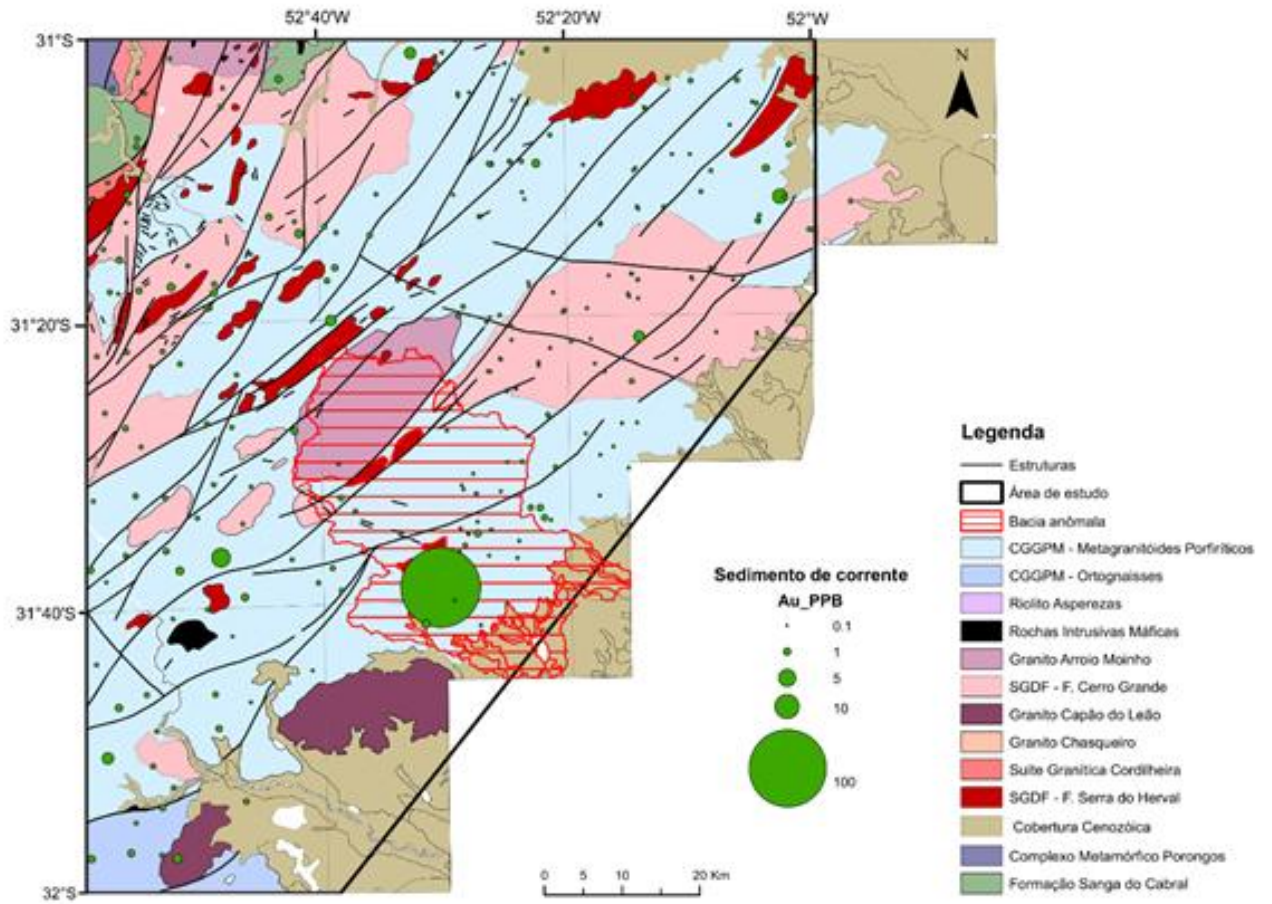 52°40'W 52°20'W 52°W
31°S
31°20'S
31°40'S
32°S
N
Legenda
Estruturas
Área de estudo
Bacia anômala
CGGPM - Metagranitóides Porfiríticos
CGGPM - Ortognaisses
Riolito Asperezas
Rochas Intrusivas Máficas
Granito Arroio Moinho
SGDF - F. Cerro Grande
Granito Capão do Leão
Granito Chasqueiro
Suite Granítica Cordilheira
SGDF - F. Serra do Herval
Cobertura Cenozóica
Complexo Metamórfico Porongos
Formação Sanga do Cabral
Sedimento de corrente
Au_PPB
0.1
1
5
10
100
0 5 10 20 Km